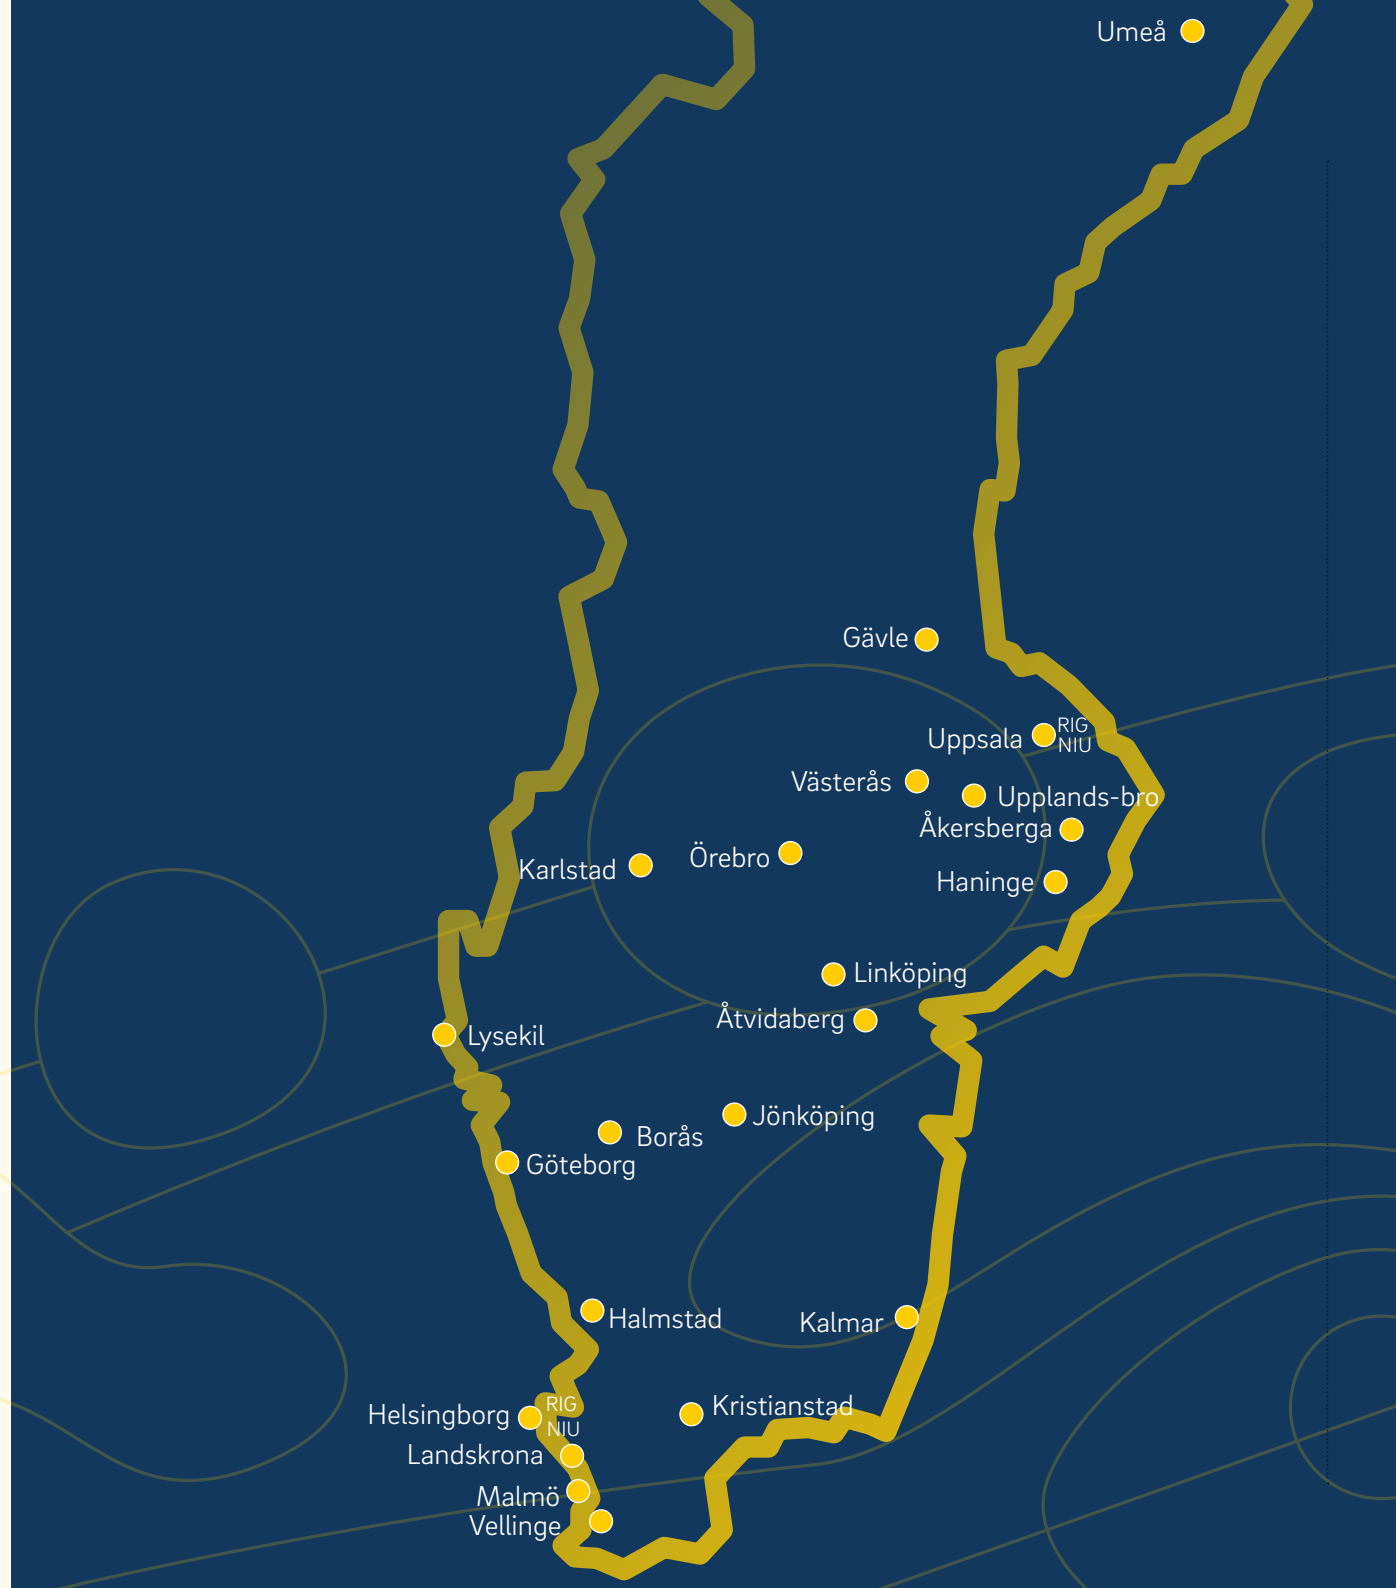 Umeå
Gävle
Uppsala
RIG
NIU
Västerås
Upplands-bro
Åkersberga
Örebro
Karlstad
Haninge
Linköping
Åtvidaberg
Lysekil
Jönköping
Borås
Göteborg
Halmstad
Kalmar
Kristianstad
Helsingborg
RIG
NIU
Landskrona
Malmö
Vellinge